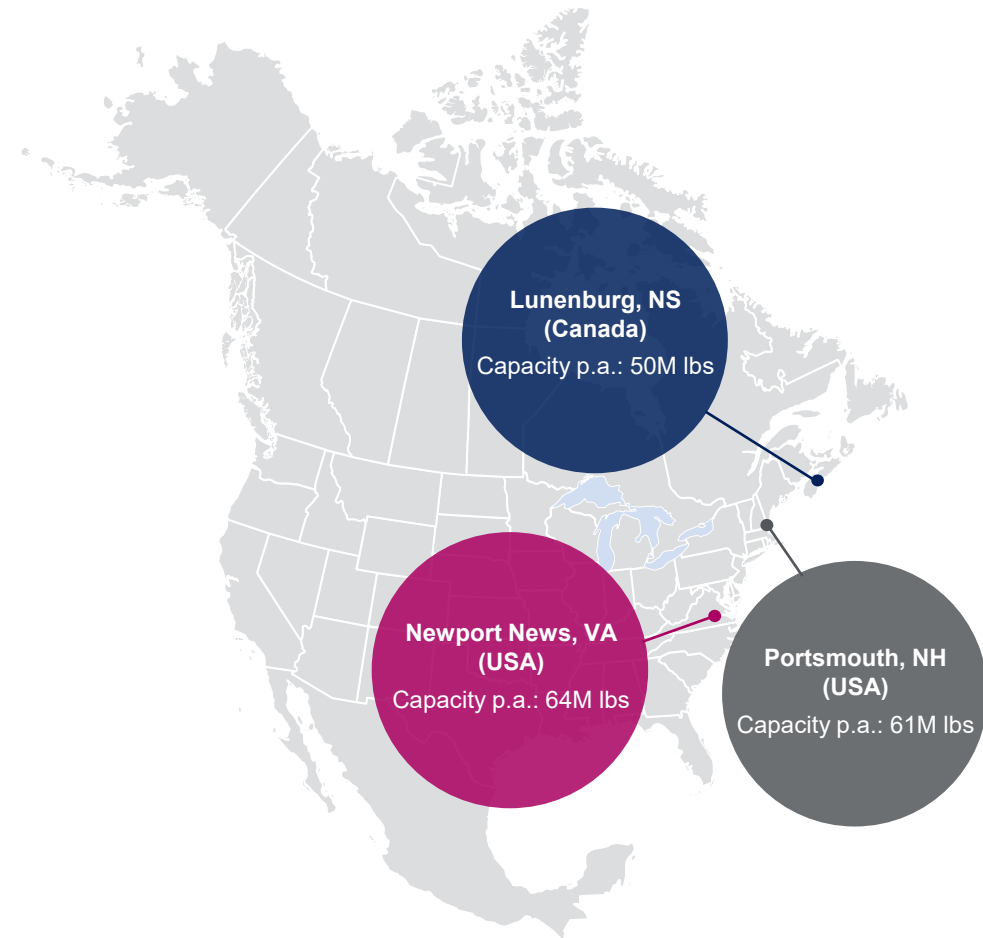 Lunenburg, NS
(Canada)
Capacity p.a.: 50M lbs
Newport News, VA
(USA)
Capacity p.a.: 64M lbs
Portsmouth, NH
(USA)
Capacity p.a.: 61M lbs